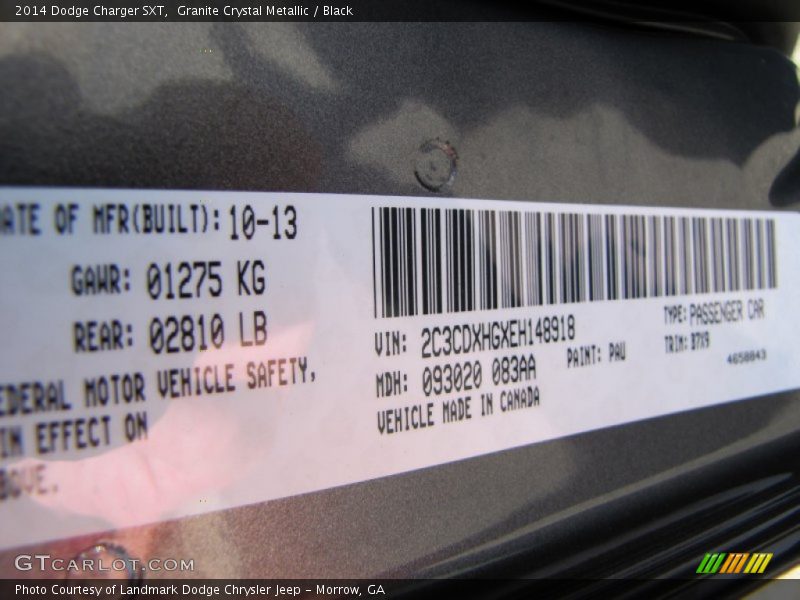 2014 Dodge Charger SXT,  Granite Crystal Metallic / Black
ATE OF MFR(BUILT): 10-13
GAWR: 01275 KG
REAR: 02810 LB
EDERAL MOTOR VEHICLE SAFETY,
IN EFFECT ON
ABOVE.
VIN: 2C3CDXHGXEH148918
TYPE: PASSENGER CAR
MDH: 093020 083AA
PAINT: PAU
TRIM: B7X9
4658043
VEHICLE MADE IN CANADA
GTCARLOT.COM
Photo Courtesy of Landmark Dodge Chrysler Jeep – Morrow, GA